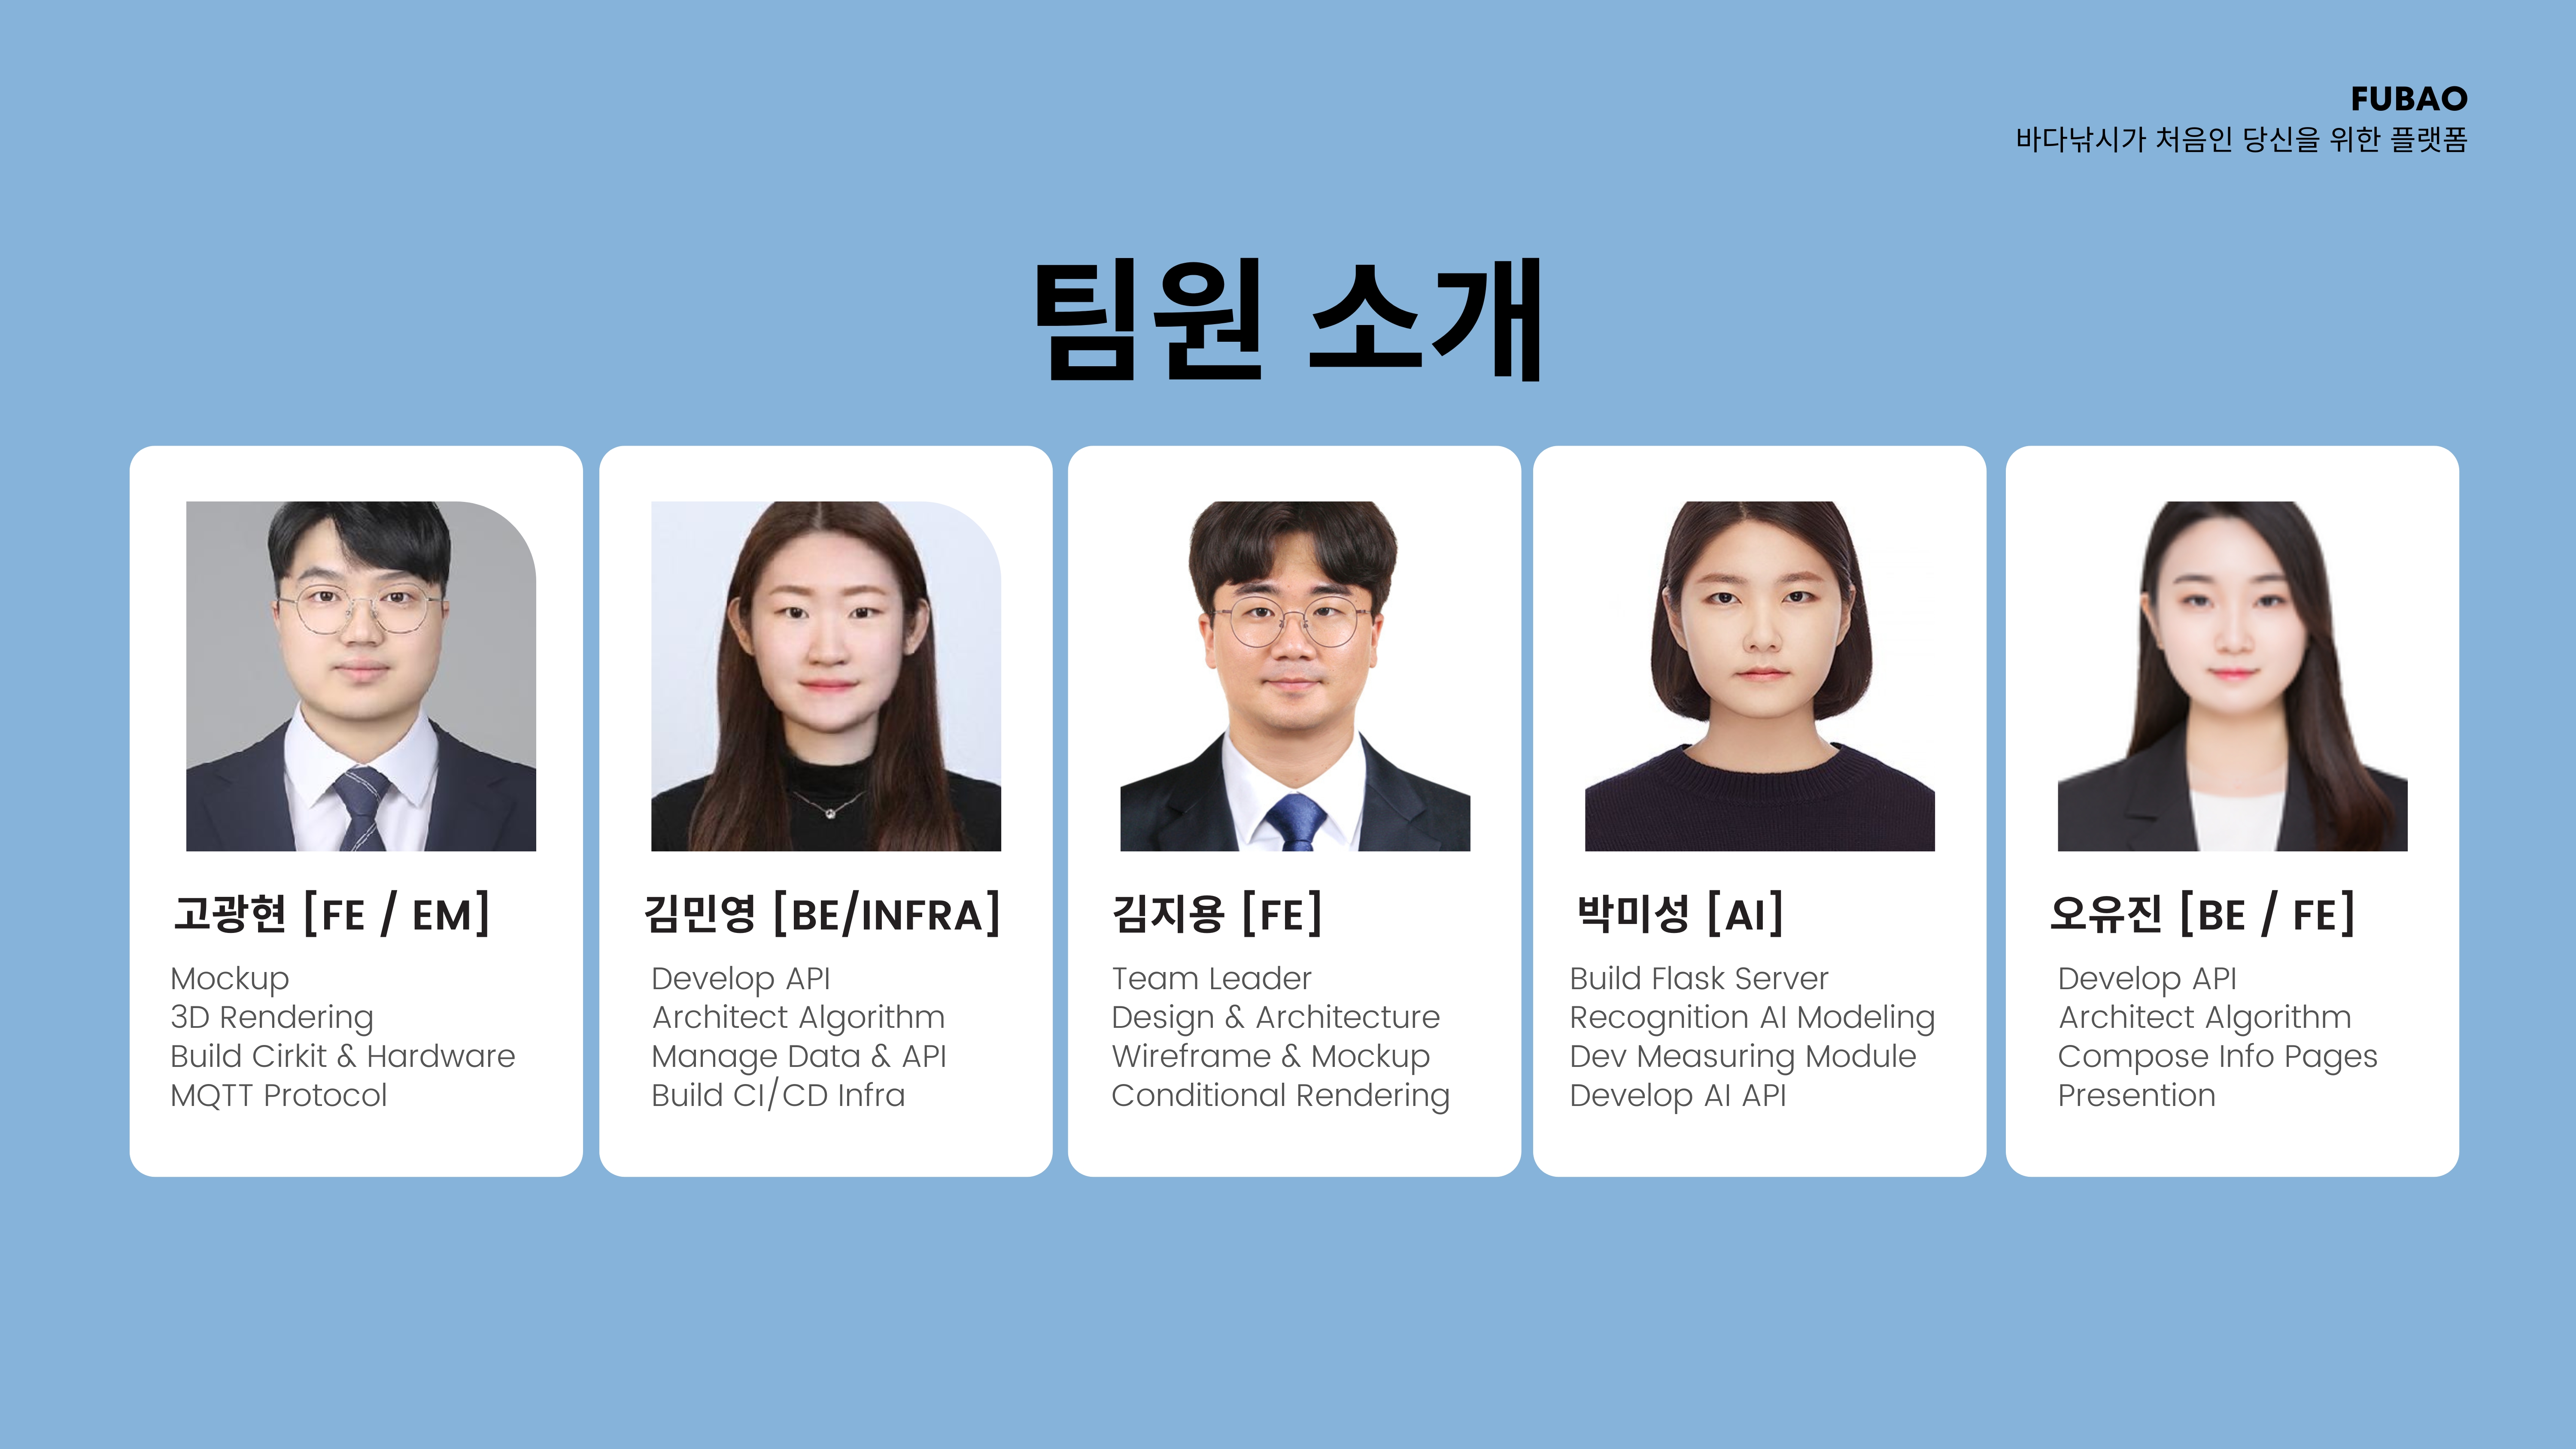 FUBAO
바다낚시가 처음인 당신을 위한 플랫폼
팀원 소개
고광현 [FE / EM]
Mockup
3D Rendering
Build Cirkit & Hardware
MQTT Protocol
김민영 [BE/INFRA]
Develop API
Architect Algorithm
Manage Data & API
Build CI/CD Infra
김지용 [FE]
Team Leader
Design & Architecture
Wireframe & Mockup
Conditional Rendering
박미성 [AI]
Build Flask Server
Recognition AI Modeling
Dev Measuring Module
Develop AI API
오유진 [BE / FE]
Develop API
Architect Algorithm
Compose Info Pages
Presention